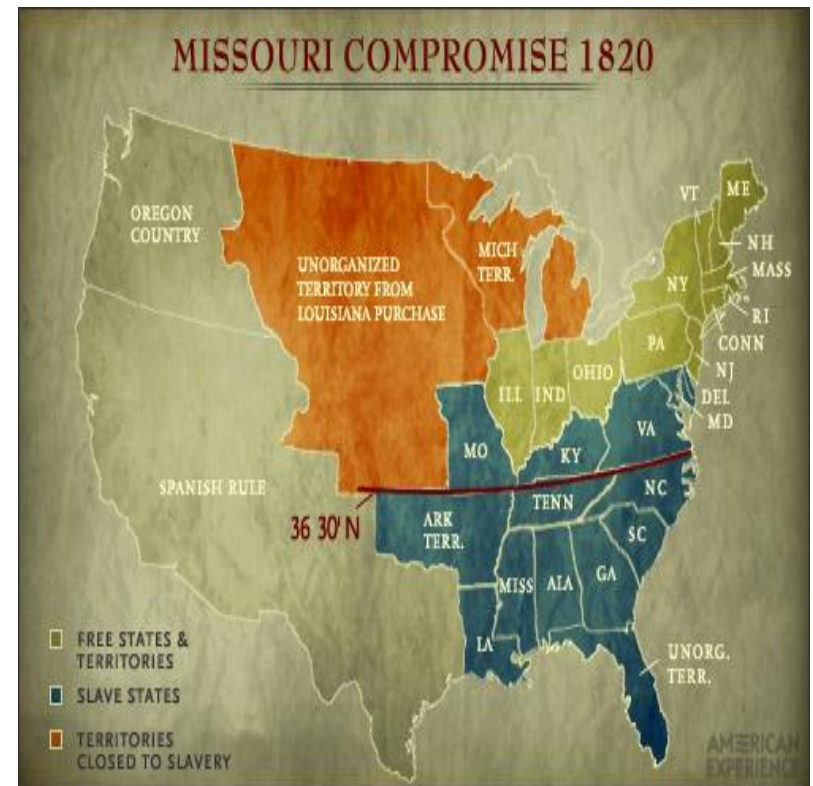 MISSOURI COMPROMISE 1820
OREGON
COUNTRY
UNORGANIZED
TERRITORY FROM
LOUISIANA PURCHASE
MICH
TERR.
VT
ME
NH
MASS
NY
RI
CONN
PA
NJ
DEL
MD
ILL
IND
OHIO
VA
MO
KY
SPANISH RULE
36 30' N
ARK
TERR.
TENN
NC
SC
MISS
ALA
GA
LA
UNORG.
TERR.
FREE STATES &
TERRITORIES
SLAVE STATES
TERRITORIES
CLOSED TO SLAVERY
AMERICAN
EXPERIENCE